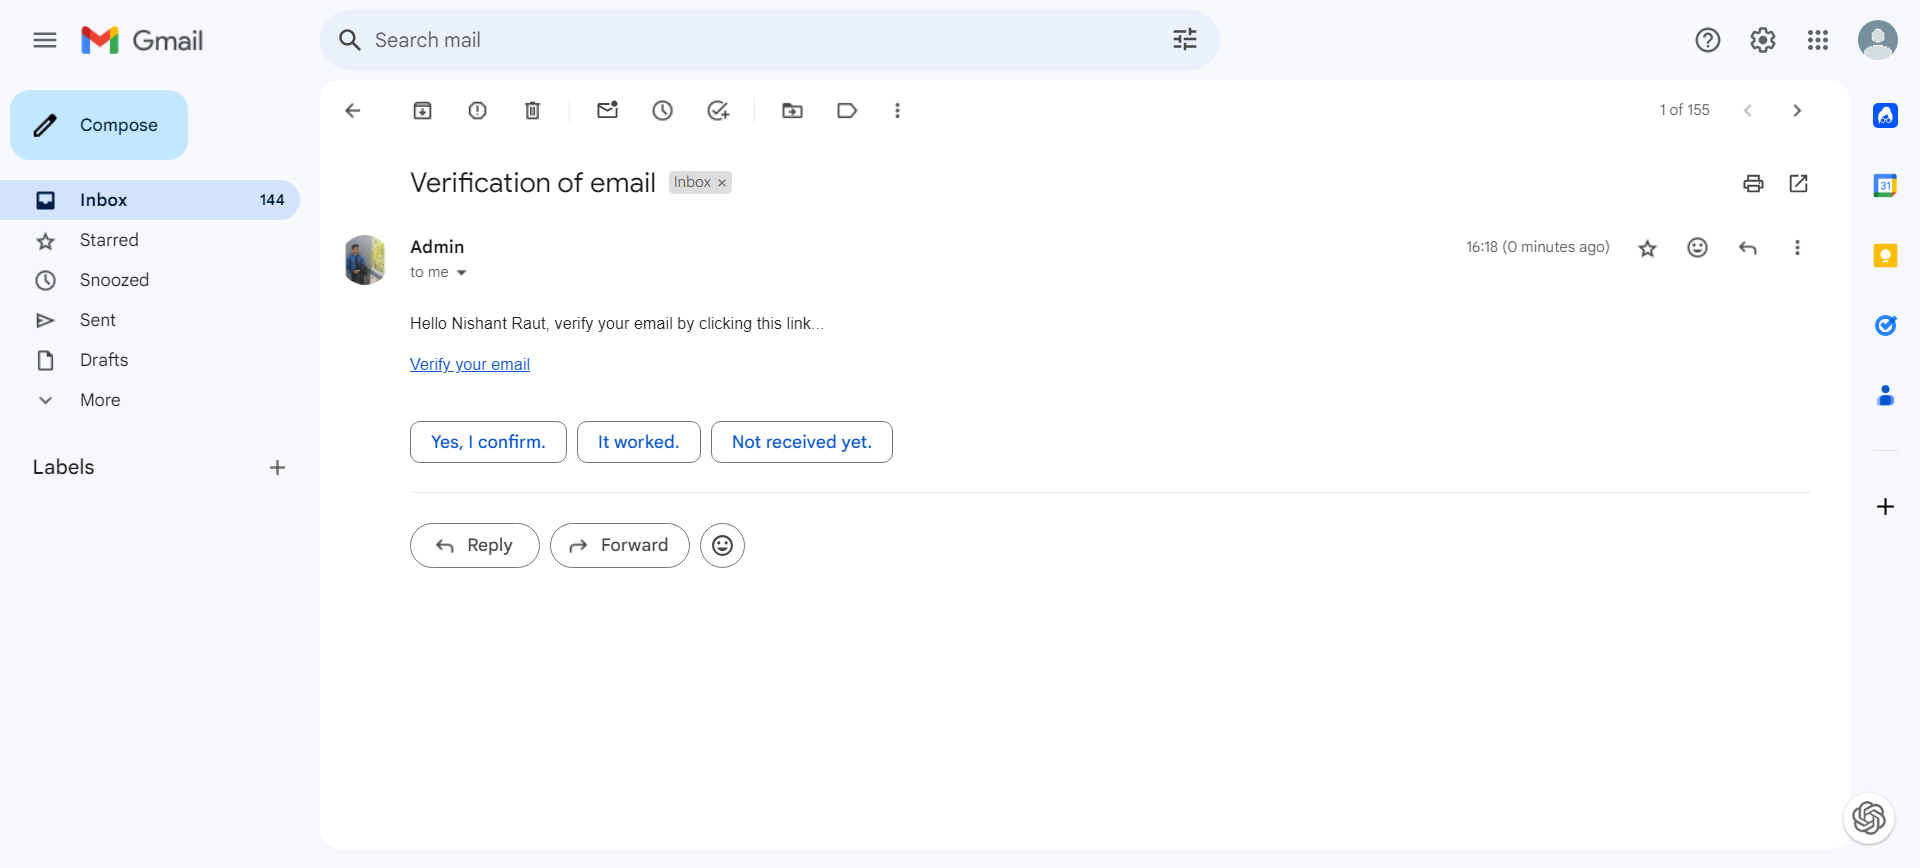 Gmail
Search mail
Compose
1 of 155
Verification of email
Inbox ×
Inbox 144
Starred
Snoozed
Sent
Drafts
More
Labels
Admin
16:18 (0 minutes ago)
to me
Hello Nishant Raut, verify your email by clicking this link...
Verify your email
Yes, I confirm.
It worked.
Not received yet.
Reply
Forward
31